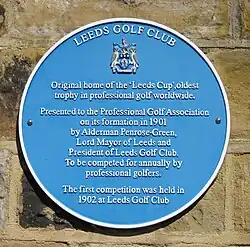 LEEDS GOLF CLUB
Original home of the 'Leeds Cup', oldest
trophy in professional golf worldwide.
Presented to the Professional Golf Association
on its formation in 1901
by Alderman Penrose-Green,
Lord Mayor of Leeds and
President of Leeds Golf Club.
To be competed for annually by
professional golfers.
The first competition was held in
1902 at Leeds Golf Club